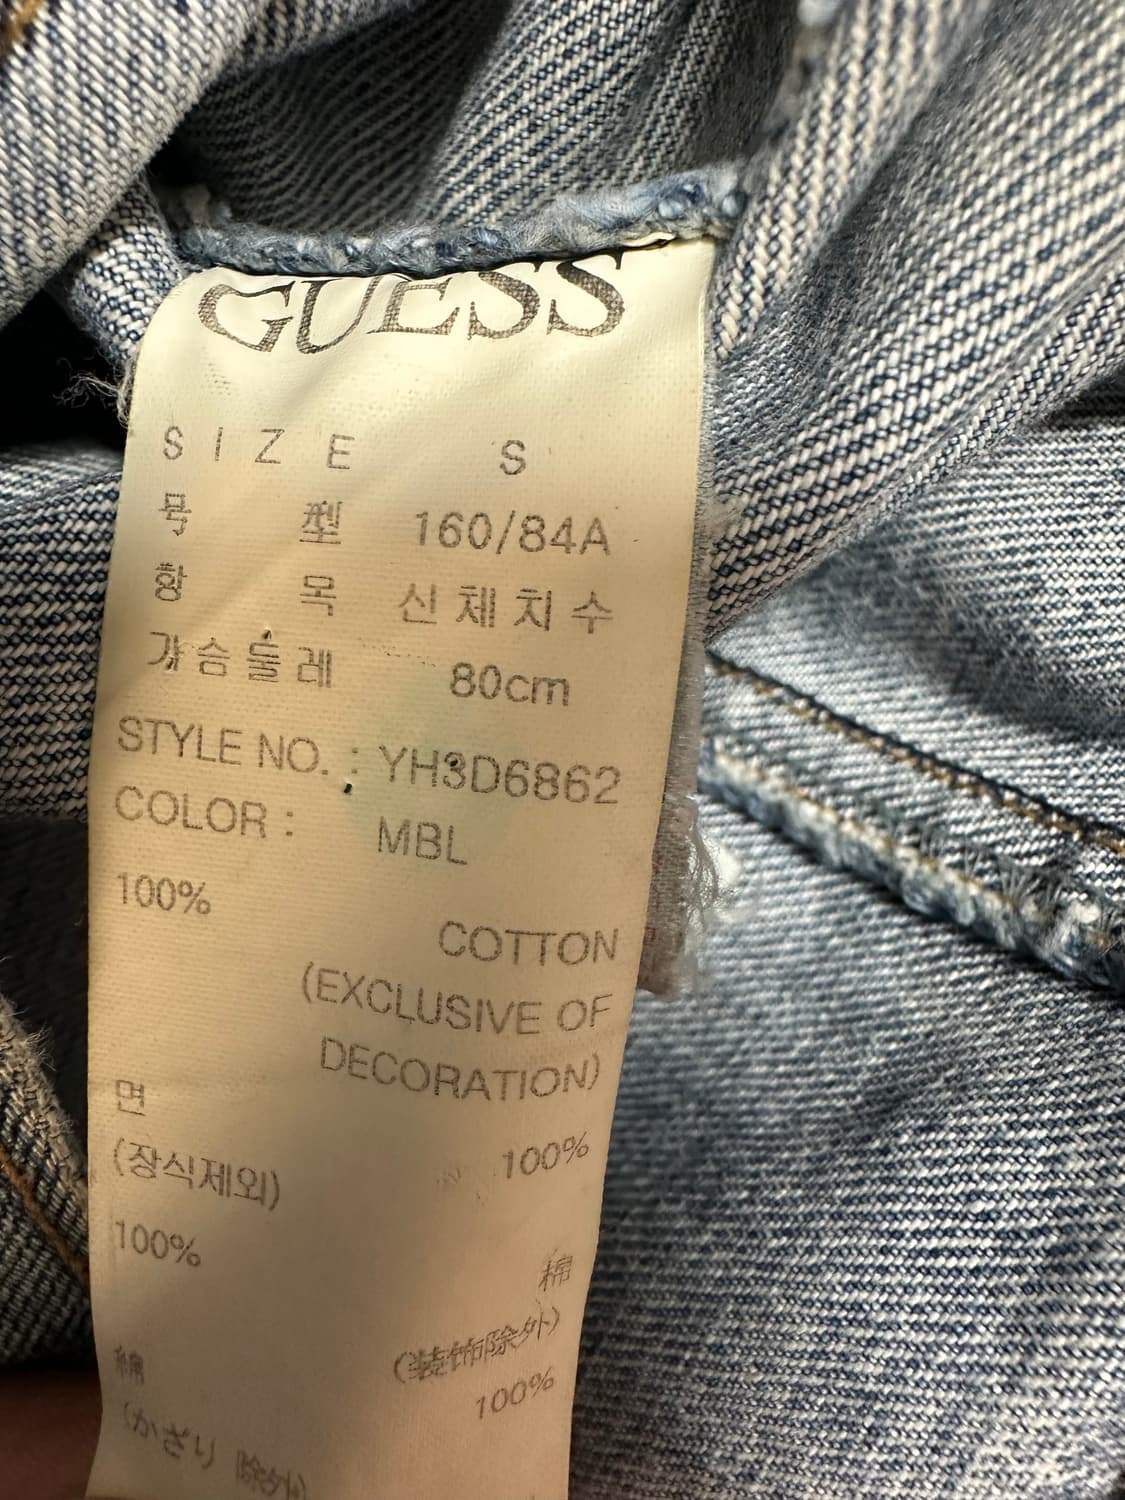 GUESS
SIZE S
号 型 160/84A
항 목 신체치수
가슴둘레 80cm
STYLE NO. : YH3D6862
COLOR : MBL
100%
COTTON
(EXCLUSIVE OF
DECORATION)
면
(장식제외) 100%
100%
棉
(装饰除外)
綿 100%
(かざり 除外)